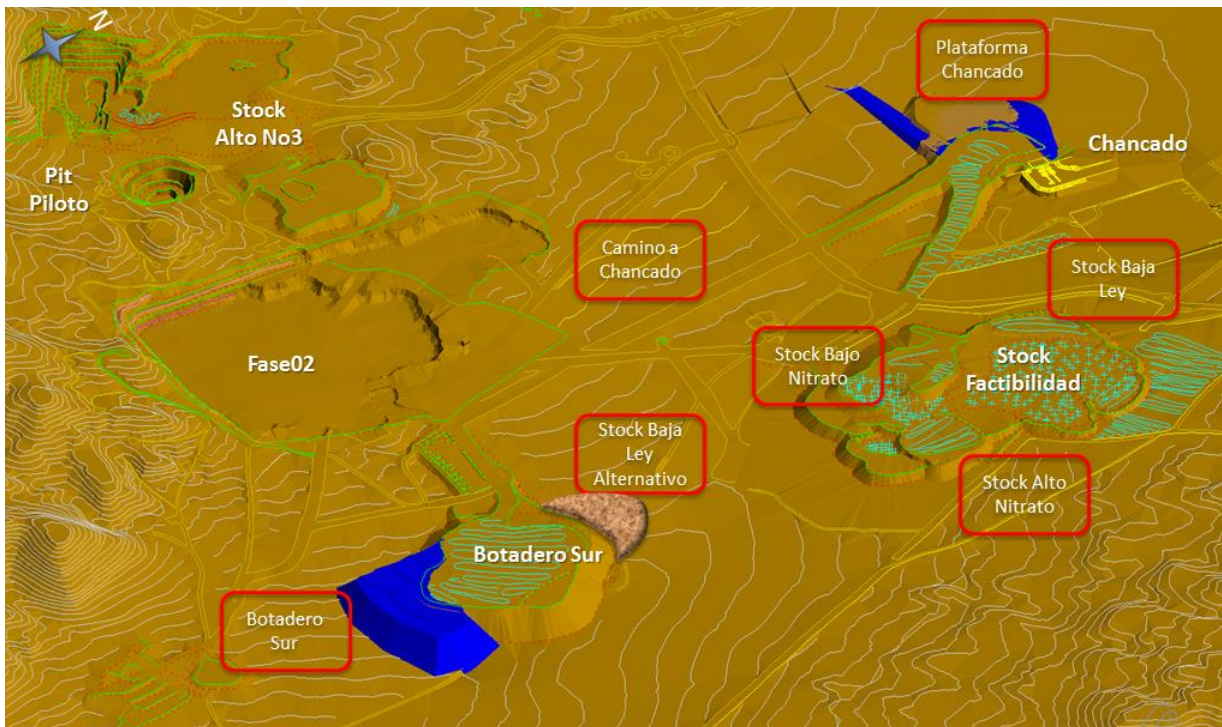 N
Stock
Alto No3
Pit
Piloto
Plataforma
Chancado
Chancado
Camino a
Chancado
Stock Baja
Ley
Fase02
Stock Bajo
Nitrato
Stock
Factibilidad
Stock Baja
Ley
Alternativo
Stock Alto
Nitrato
Botadero Sur
Botadero
Sur